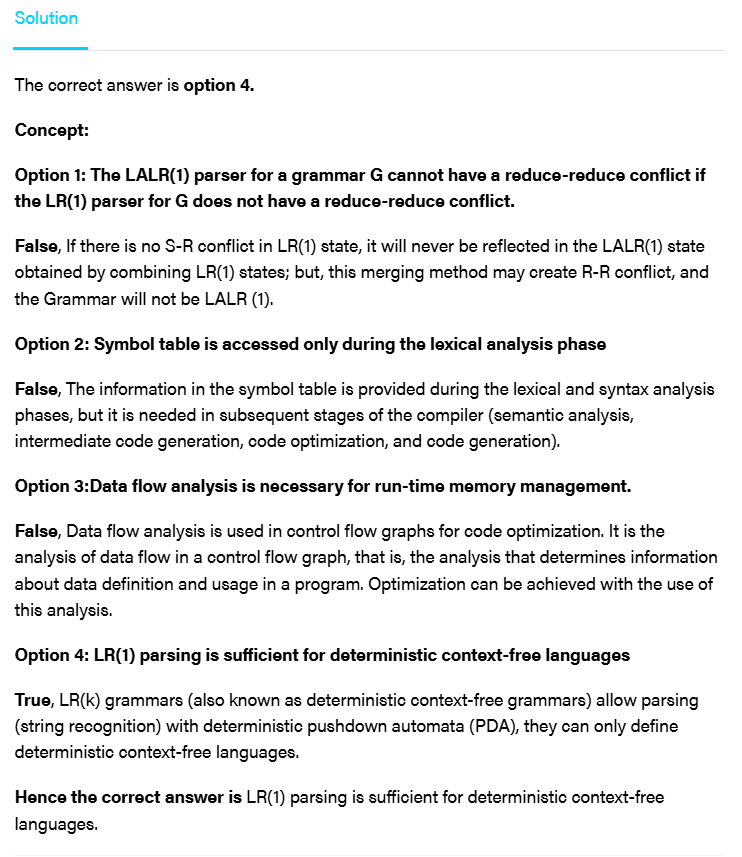 Solution
The correct answer is option 4.
Concept:
Option 1: The LALR(1) parser for a grammar G cannot have a reduce-reduce conflict if
the LR(1) parser for G does not have a reduce-reduce conflict.
False, If there is no S-R conflict in LR(1) state, it will never be reflected in the LALR(1) state
obtained by combining LR(1) states; but, this merging method may create R-R conflict, and
the Grammar will not be LALR (1).
Option 2: Symbol table is accessed only during the lexical analysis phase
False, The information in the symbol table is provided during the lexical and syntax analysis
phases, but it is needed in subsequent stages of the compiler (semantic analysis,
intermediate code generation, code optimization, and code generation).
Option 3:Data flow analysis is necessary for run-time memory management.
False, Data flow analysis is used in control flow graphs for code optimization. It is the
analysis of data flow in a control flow graph, that is, the analysis that determines information
about data definition and usage in a program. Optimization can be achieved with the use of
this analysis.
Option 4: LR(1) parsing is sufficient for deterministic context-free languages
True, LR(k) grammars (also known as deterministic context-free grammars) allow parsing
(string recognition) with deterministic pushdown automata (PDA), they can only define
deterministic context-free languages.
Hence the correct answer is LR(1) parsing is sufficient for deterministic context-free
languages.